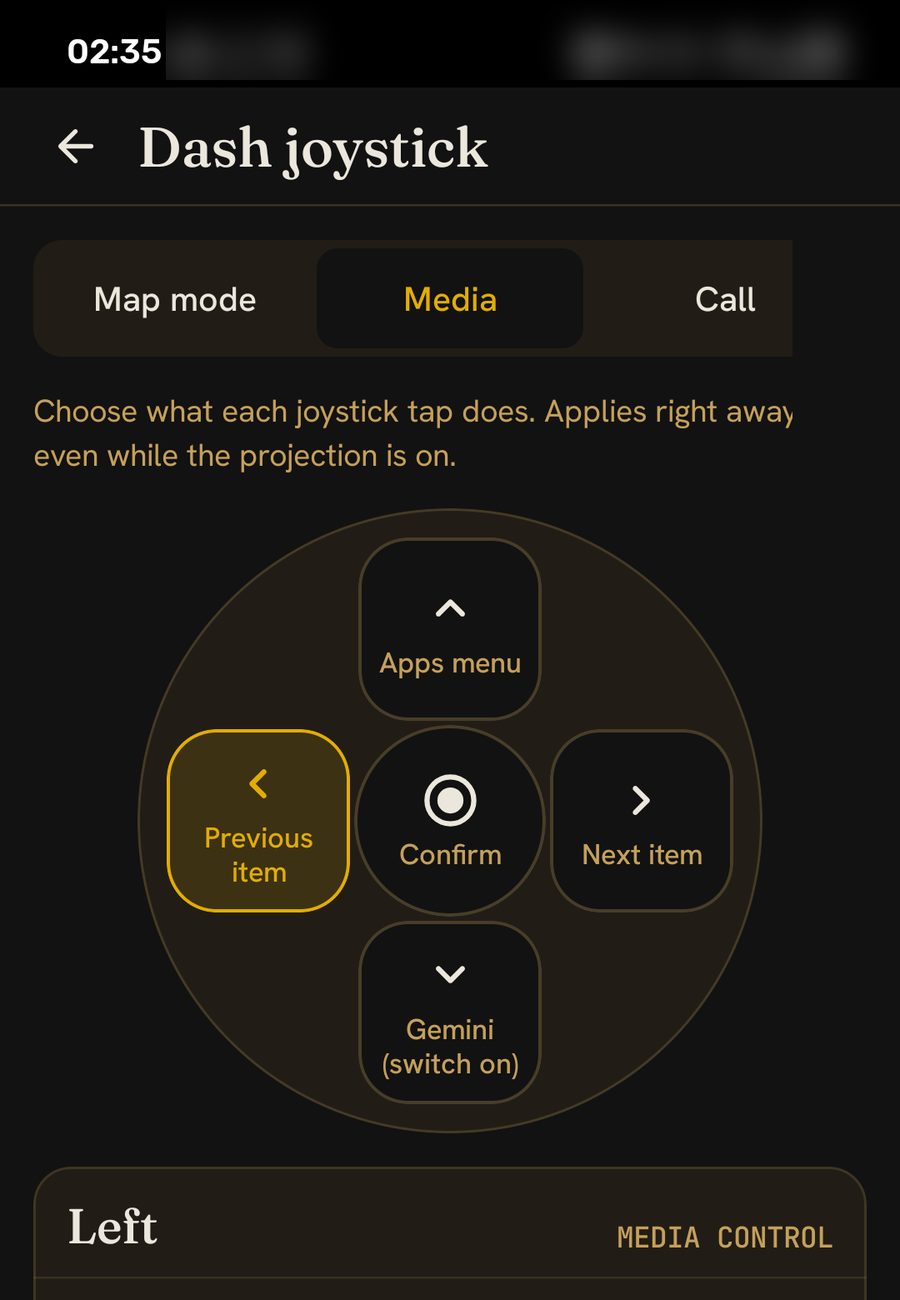 02:35
Dash joystick
Map mode
Media
Call
Choose what each joystick tap does. Applies right away
even while the projection is on.
Apps menu
Previous
item
Confirm
Next item
Gemini
(switch on)
Left
MEDIA CONTROL